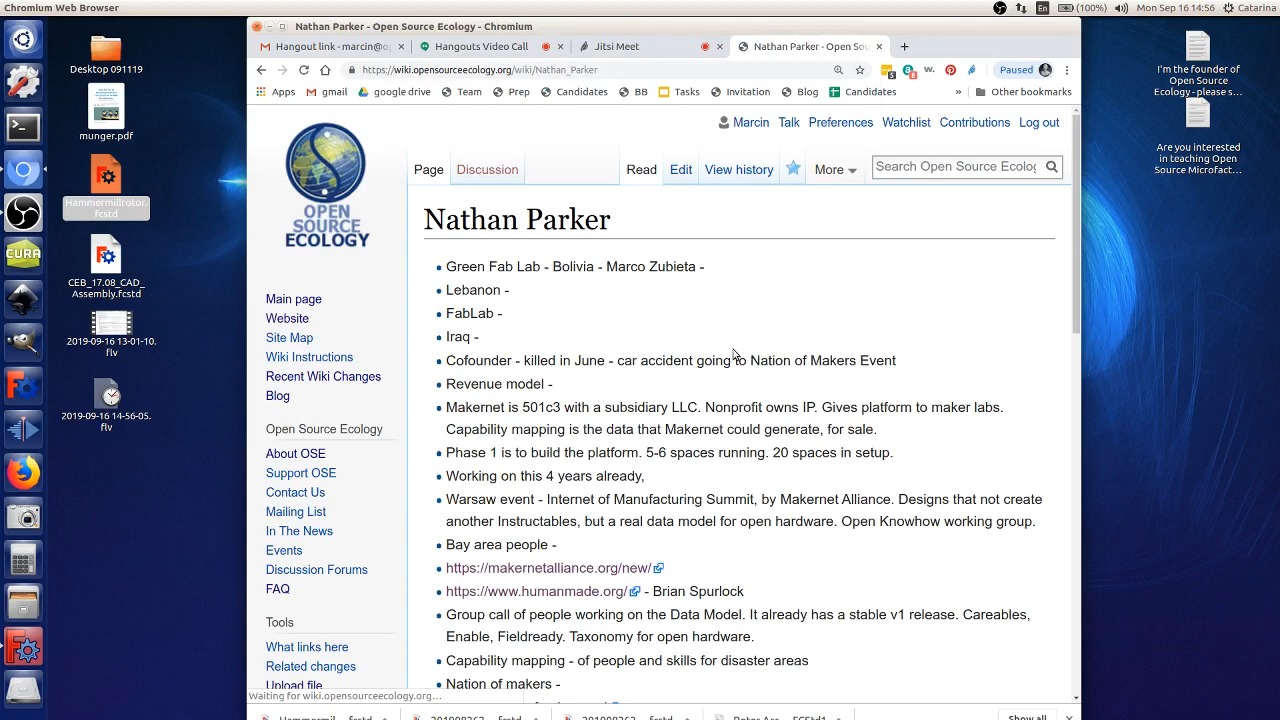 Chromium Web Browser
En
(100%)
Mon Sep 16 14:56
Catarina
Nathan Parker - Open Source Ecology - Chromium
Hangout link - marcin@op
Hangouts Video Call
Jitsi Meet
Nathan Parker - Open Sou
https://wiki.opensourceecology.org/wiki/Nathan_Parker
5
8
w.
Paused
Apps
gmail
google drive
Pin
Pin
Candidates
BB
Tasks
Invitation
Blog
Candidates
»
Other bookmarks
Desktop 091119
munger.pdf
Hammermillrotor.
fcstd
CEB_17.08_CAD_
Assembly.fcstd
2019-09-16 13-01-10.
flv
2019-09-16 14-56-05.
flv
CURA
I'm the founder of
Open Source
Ecology - please s...
Are you interested
in teaching Open
Source Microfact...
Marcin
Talk
Preferences
Watchlist
Contributions
Log out
OPEN
SOURCE
ECOLOGY
Page
Discussion
Read
Edit
View history
More
Search Open Source Ecolog
Main page
Website
Site Map
Wiki Instructions
Recent Wiki Changes
Blog
Open Source Ecology
About OSE
Support OSE
Contact Us
Mailing List
In The News
Events
Discussion Forums
FAQ
Tools
What links here
Related changes
Upload file
Nathan Parker
Green Fab Lab - Bolivia - Marco Zubieta -
Lebanon -
FabLab -
Iraq -
Cofounder - killed in June - car accident going to Nation of Makers Event
Revenue model -
Makernet is 501c3 with a subsidiary LLC. Nonprofit owns IP. Gives platform to maker labs.
Capability mapping is the data that Makernet could generate, for sale.
Phase 1 is to build the platform. 5-6 spaces running. 20 spaces in setup.
Working on this 4 years already,
Warsaw event - Internet of Manufacturing Summit, by Makernet Alliance. Designs that not create
another Instructables, but a real data model for open hardware. Open Knowhow working group.
Bay area people -
https://makernetalliance.org/new/
https://www.humanmade.org/ - Brian Spurlock
Group call of people working on the Data Model. It already has a stable v1 release. Careables,
Enable, Fieldready. Taxonomy for open hardware.
Capability mapping - of people and skills for disaster areas
Nation of makers -
Waiting for wiki.opensourceecology.org...
Show all